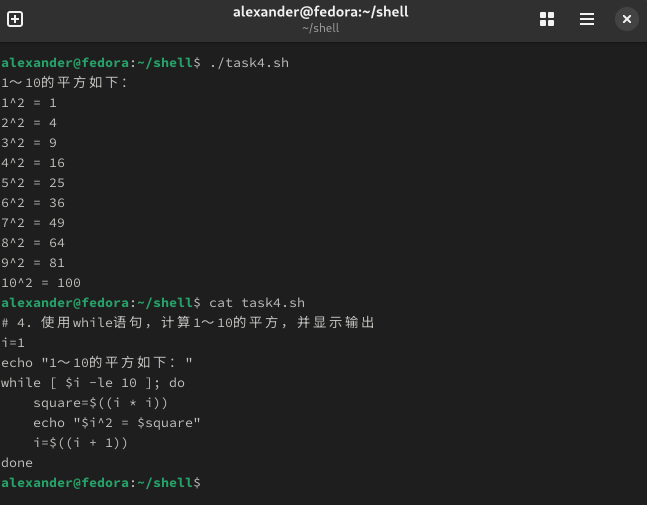 alexander@fedora:~/shell
~/shell
alexander@fedora:~/shell$ ./task4.sh
1～10的平方如下：
1^2 = 1
2^2 = 4
3^2 = 9
4^2 = 16
5^2 = 25
6^2 = 36
7^2 = 49
8^2 = 64
9^2 = 81
10^2 = 100
alexander@fedora:~/shell$ cat task4.sh
# 4. 使用while语句，计算1～10的平方，并显示输出
i=1
echo "1～10的平方如下："
while [ $i -le 10 ]; do
    square=$((i * i))
    echo "$i^2 = $square"
    i=$((i + 1))
done
alexander@fedora:~/shell$